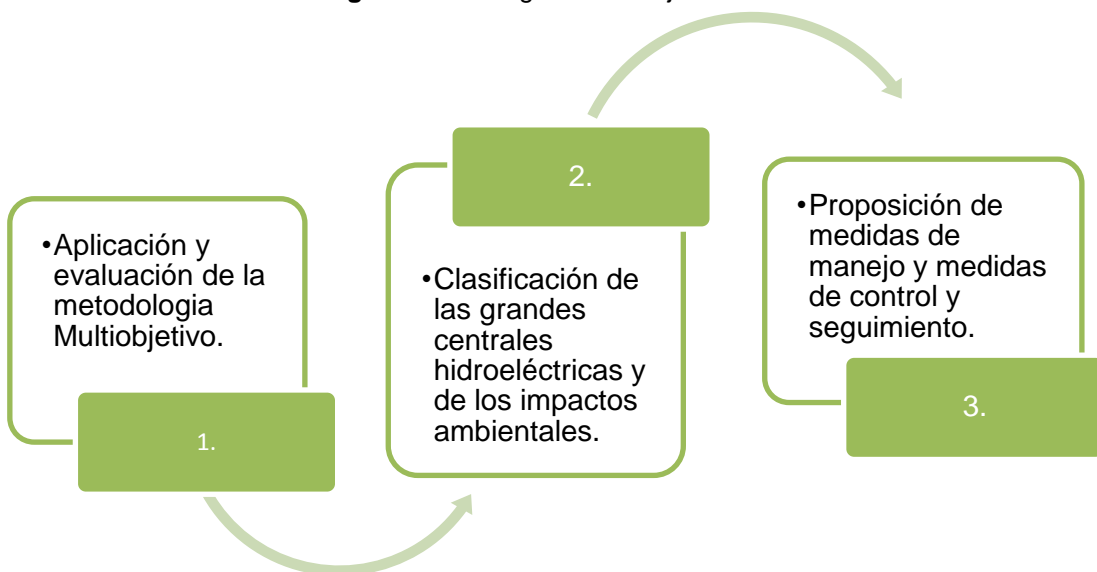 •Aplicación y
evaluación de la
metodologia
Multiobjetivo.
1.
2.
•Clasificación de
las grandes
centrales
hidroeléctricas y
de los impactos
ambientales.
•Proposición de
medidas de
manejo y medidas
de control y
seguimiento.
3.